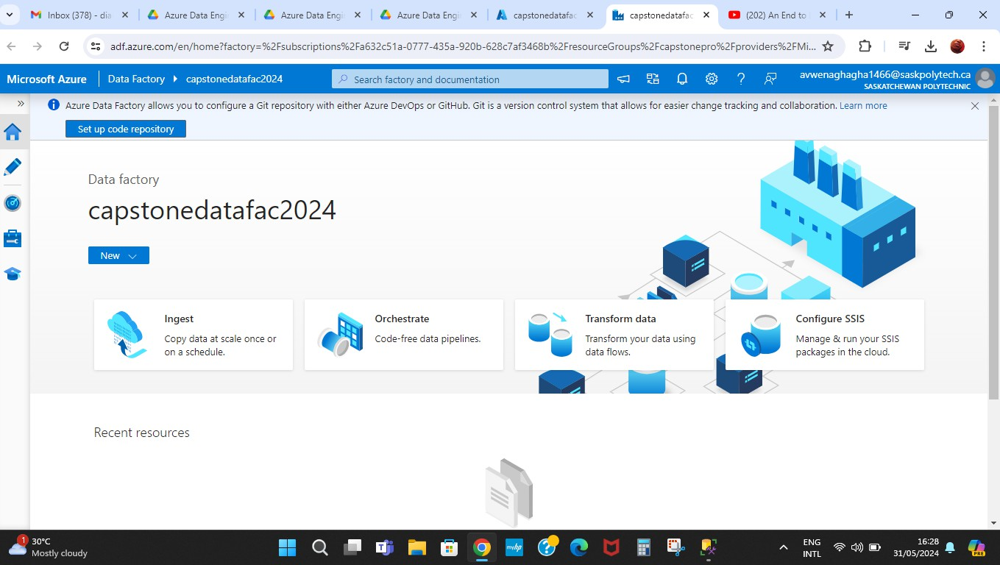 Inbox (378) - dia
Azure Data Engi
Azure Data Engi
Azure Data Engi
capstonedatafac
capstonedatafac
(202) An End to
adf.azure.com/en/home?factory=%2Fsubscriptions%2Fa632c51a-0777-435a-920b-628c7af3468b%2FresourceGroups%2Fcapstonepro%2Fproviders%2FMi...
Microsoft Azure
Data Factory
capstonedatafac2024
Search factory and documentation
avwenaghagha1466@saskpolytech.ca
SASKATCHEWAN POLYTECHNIC
Azure Data Factory allows you to configure a Git repository with either Azure DevOps or GitHub. Git is a version control system that allows for easier change tracking and collaboration. Learn more
Set up code repository
Data factory
capstonedatafac2024
New
Ingest
Copy data at scale once or
on a schedule.
Orchestrate
Code-free data pipelines.
Transform data
Transform your data using
data flows.
Configure SSIS
Manage & run your SSIS
packages in the cloud.
Recent resources
1
30°C
Mostly cloudy
myhp
ENG
INTL
16:28
31/05/2024
PRE